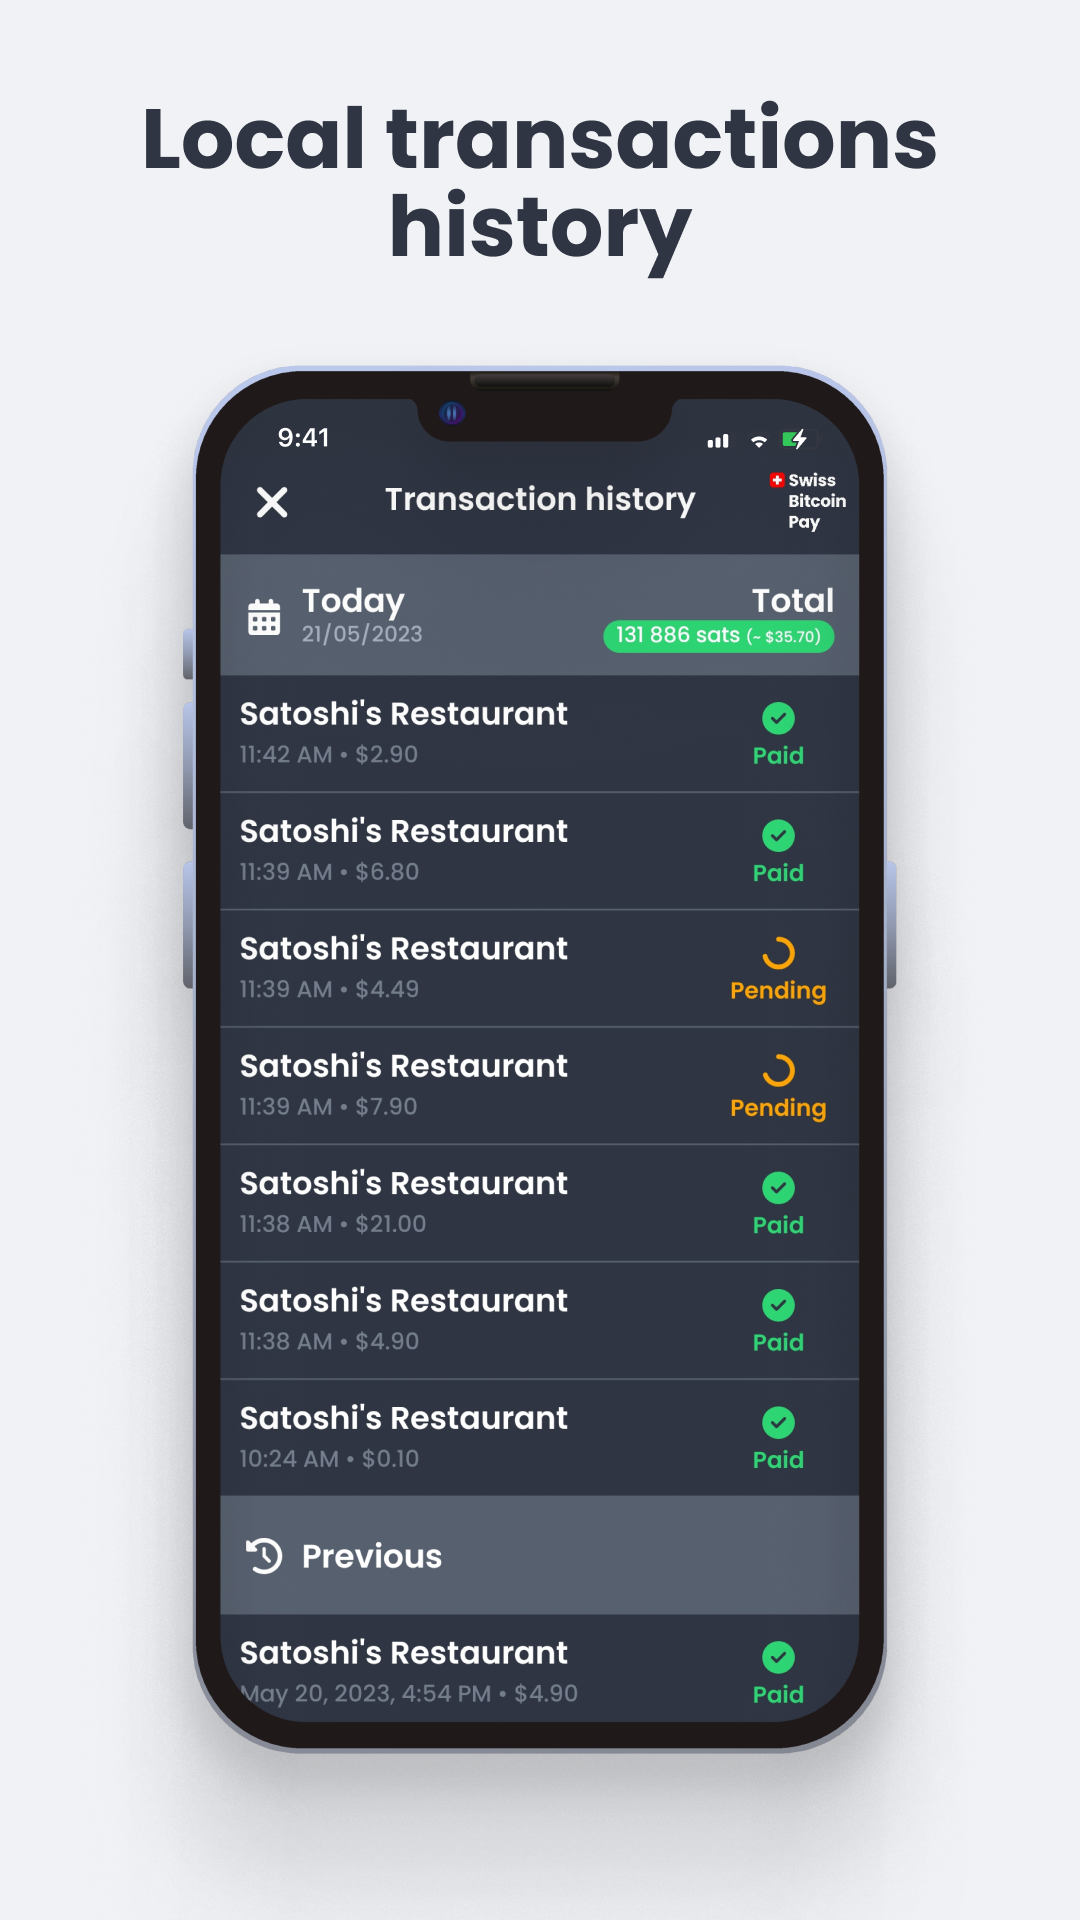 Local transactions
history
9:41
Transaction history
Swiss
Bitcoin
Pay
Today
Total
21/05/2023
131 886 sats (~ $35.70)
Satoshi's Restaurant
11:42 AM • $2.90
Paid
Satoshi's Restaurant
11:39 AM • $6.80
Paid
Satoshi's Restaurant
11:39 AM • $4.49
Pending
Satoshi's Restaurant
11:39 AM • $7.90
Pending
Satoshi's Restaurant
11:38 AM • $21.00
Paid
Satoshi's Restaurant
11:38 AM • $4.90
Paid
Satoshi's Restaurant
10:24 AM • $0.10
Paid
Previous
Satoshi's Restaurant
May 20, 2023, 4:54 PM • $4.90
Paid